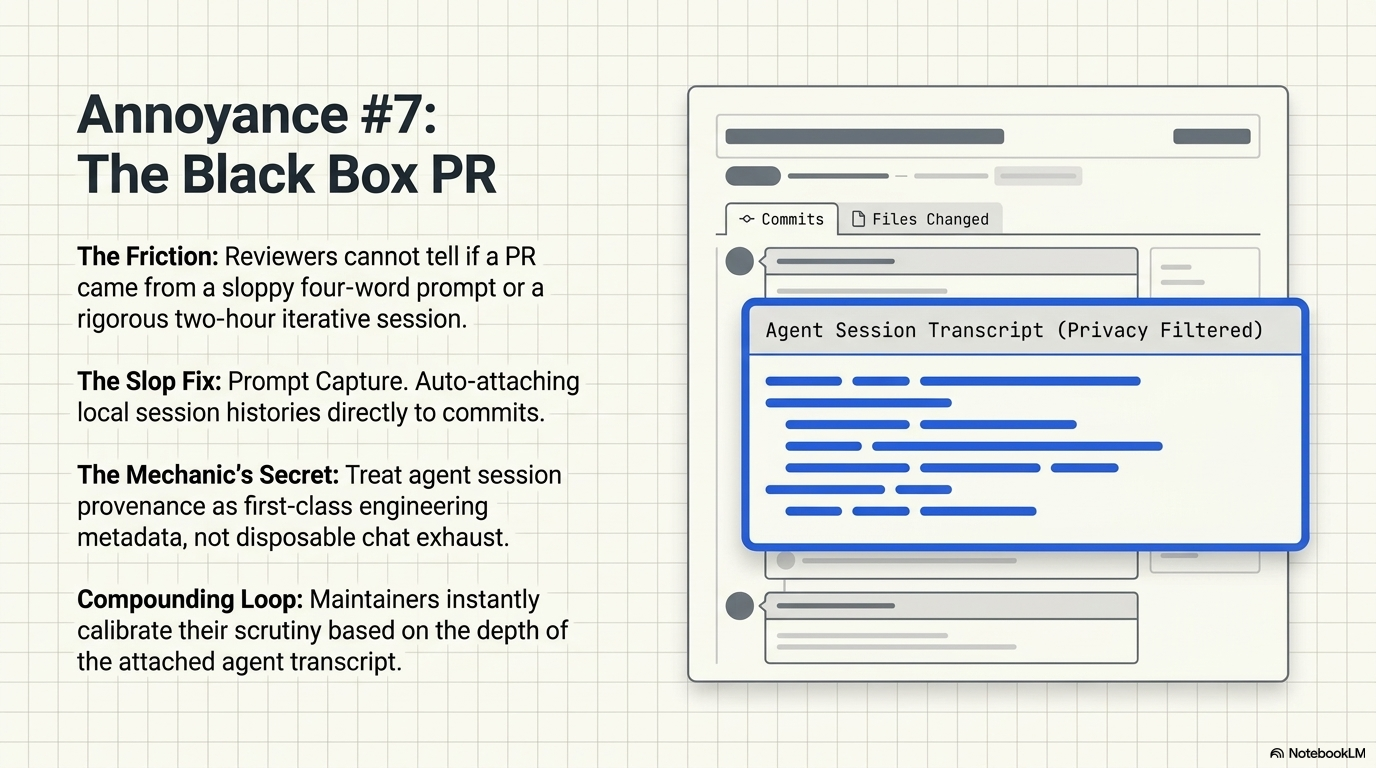 Annoyance #7:
The Black Box PR
The Friction: Reviewers cannot tell if a PR
came from a sloppy four-word prompt or a
rigorous two-hour iterative session.
The Slop Fix: Prompt Capture. Auto-attaching
local session histories directly to commits.
The Mechanic’s Secret: Treat agent session
provenance as first-class engineering
metadata, not disposable chat exhaust.
Compounding Loop: Maintainers instantly
calibrate their scrutiny based on the depth of
the attached agent transcript.
Commits
Files Changed
Agent Session Transcript (Privacy Filtered)
NotebookLM